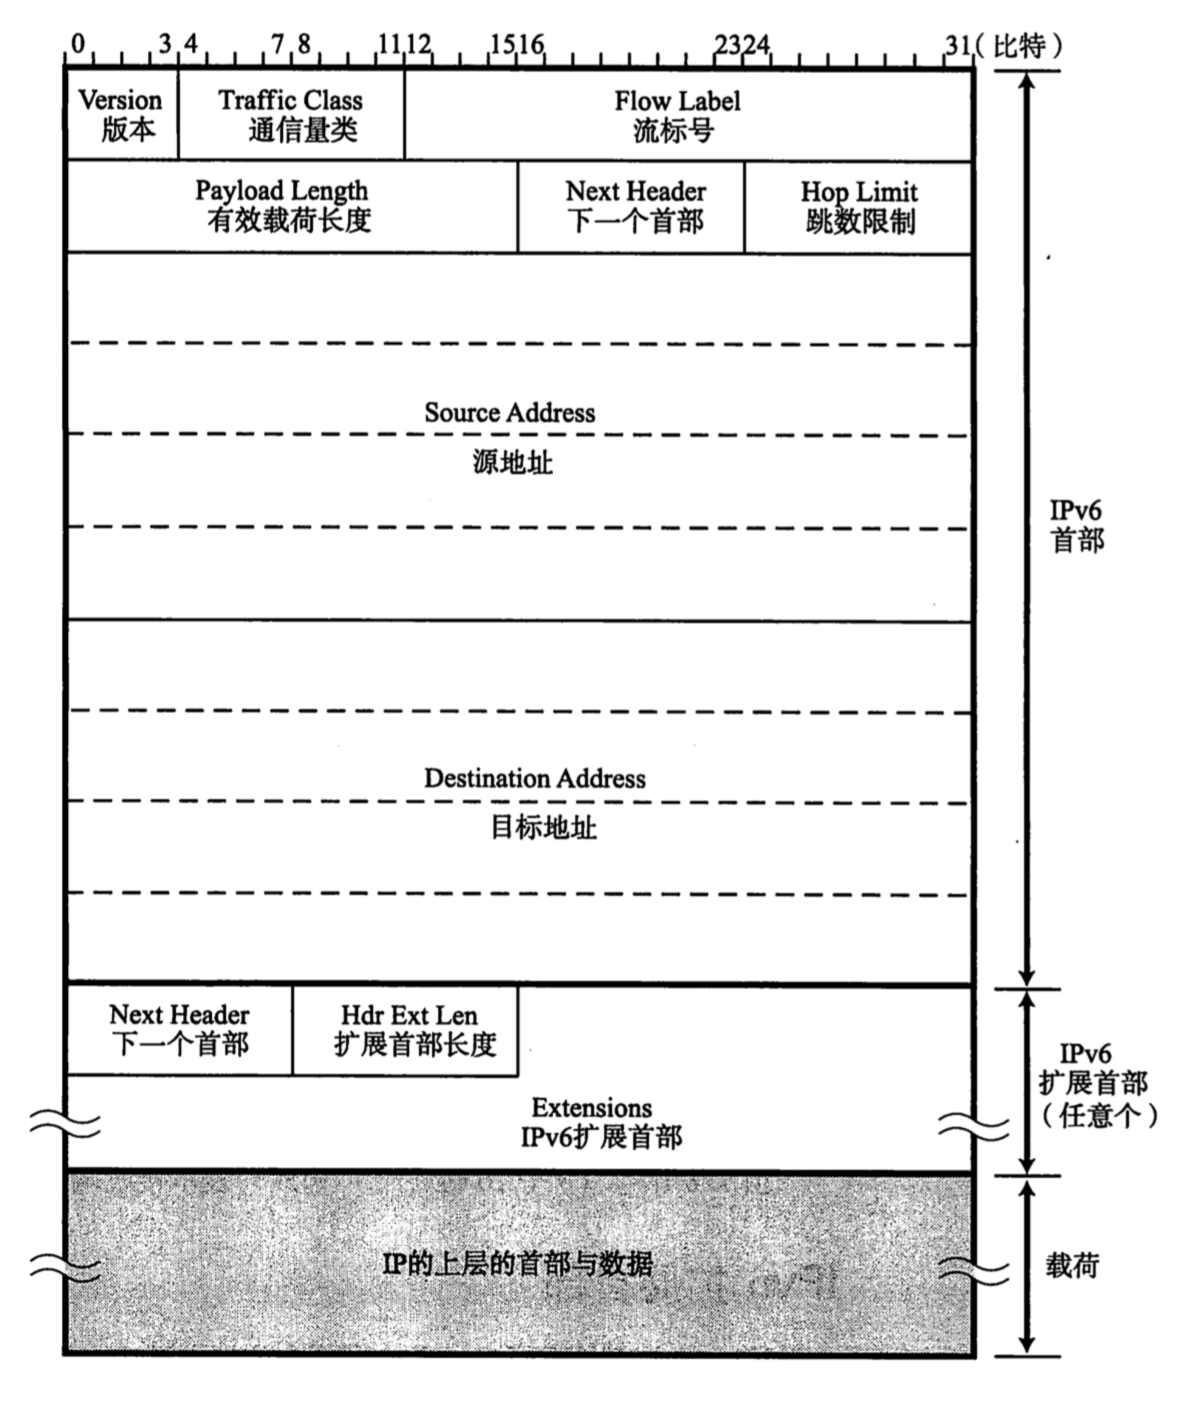 0 3 4 7 8 11 12 15 16 23 24 31(比特)
Version
版本
Traffic Class
通信量类
Flow Label
流标号
Payload Length
有效载荷长度
Next Header
下一个首部
Hop Limit
跳数限制
Source Address
源地址
IPv6
首部
Destination Address
目标地址
Next Header
下一个首部
Hdr Ext Len
扩展首部长度
Extensions
IPv6扩展首部
IPv6
扩展首部
(任意个)
IP的上层的首部与数据
载荷